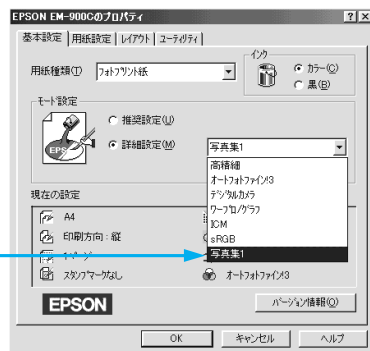 EPSON EM-900Cのプロパティ
基本設定 用紙設定 レイアウト ユーティリティ
用紙種類(T) フォトプリント紙
インク
カラー(C)
黒(B)
モード設定
推奨設定(U)
詳細設定(M)
写真集1
高精細
オートフォトファイン!3
デジタルカメラ
ワープロ/グラフ
ICM
sRGB
写真集1
現在の設定
A4
印刷方向 : 縦
スタンプマークなし
オートフォトファイン!3
EPSON
バージョン情報(O)
OK キャンセル ヘルプ